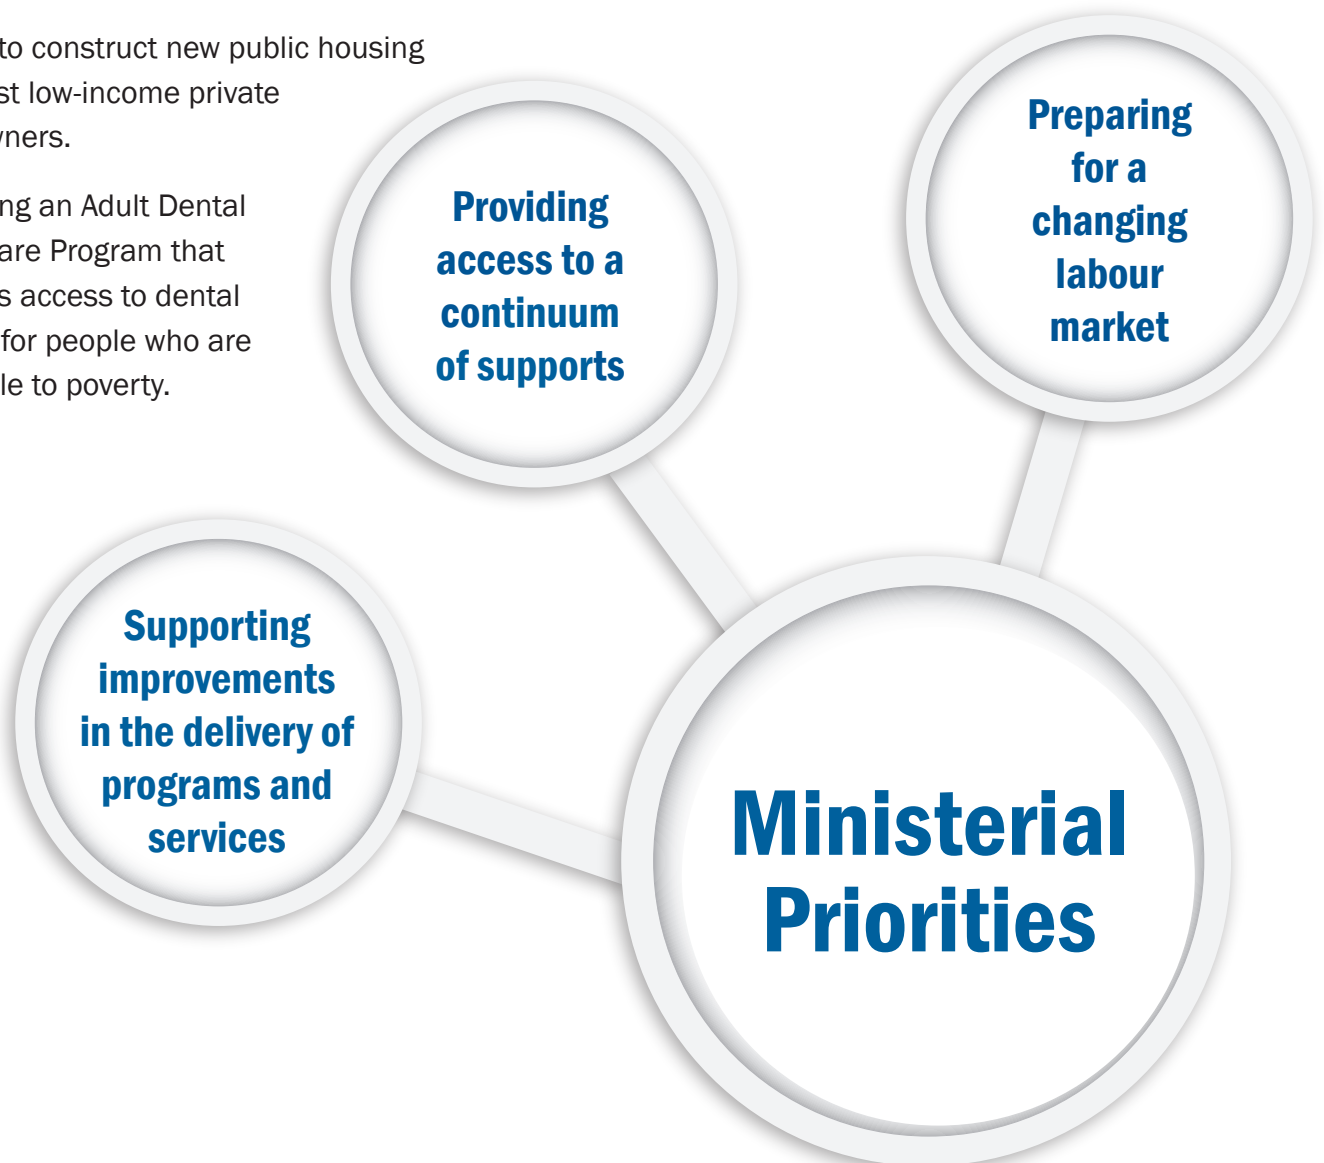 to construct new public housing
st low-income private
ners.
ng an Adult Dental
are Program that
s access to dental
for people who are
le to poverty.
Providing
access to a
continuum
of supports
Preparing
for a
changing
labour
market
Supporting
improvements
in the delivery of
programs and
services
Ministerial
Priorities